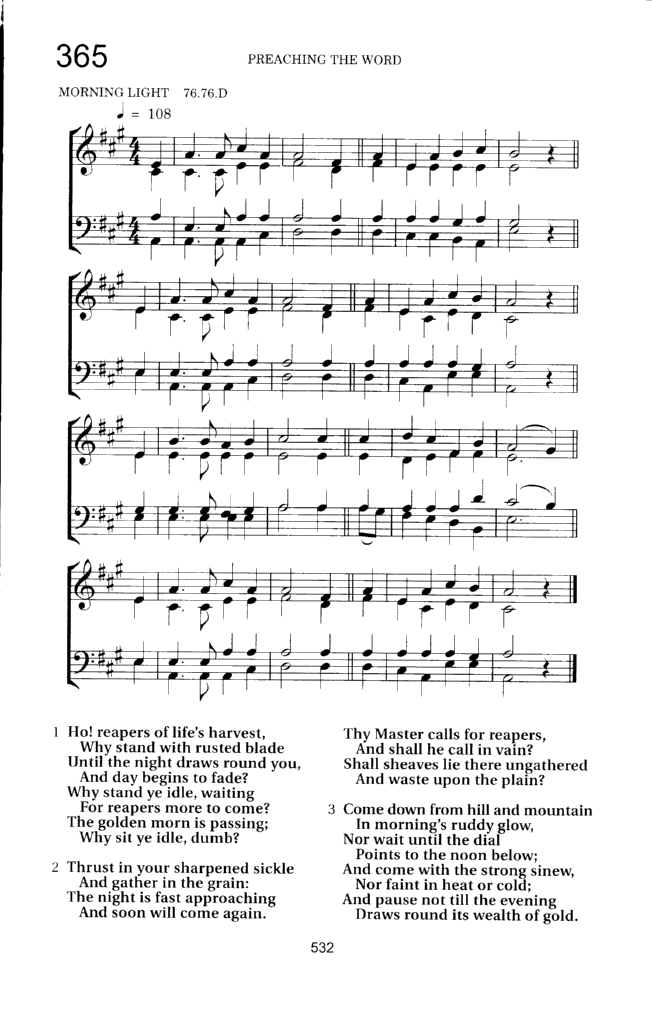 365
PREACHING THE WORD
MORNING LIGHT 76.76.D
♩ = 108
1 Ho! reapers of life's harvest,
Why stand with rusted blade
Until the night draws round you,
And day begins to fade?
Why stand ye idle, waiting
For reapers more to come?
The golden morn is passing;
Why sit ye idle, dumb?
2 Thrust in your sharpened sickle
And gather in the grain:
The night is fast approaching
And soon will come again.
Thy Master calls for reapers,
And shall he call in vain?
Shall sheaves lie there ungathered
And waste upon the plain?
3 Come down from hill and mountain
In morning's ruddy glow,
Nor wait until the dial
Points to the noon below;
And come with the strong sinew,
Nor faint in heat or cold;
And pause not till the evening
Draws round its wealth of gold.
532